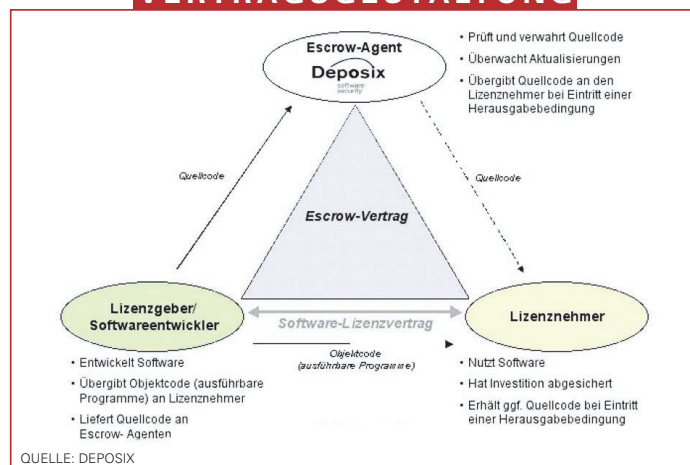 VERTRAGSGESTALTUNG
Escrow-Agent
Deposix
software
security
• Prüft und verwahrt Quellcode
• Überwacht Aktualisierungen
• Übergibt Quellcode an den
Lizenznehmer bei Eintritt einer
Herausgabebedingung
Quellcode
Quellcode
Escrow-Vertrag
Lizenzgeber/
Softwareentwickler
Software-Lizenzvertrag
Lizenznehmer
Objektcode
(ausführbare Programme)
• Entwickelt Software
• Übergibt Objektcode (ausführbare
Programme) an Lizenznehmer
• Liefert Quellcode an
Escrow- Agenten
• Nutzt Software
• Hat Investition abgesichert
• Erhält ggf. Quellcode bei Eintritt
einer Herausgabebedingung
QUELLE: DEPOSIX